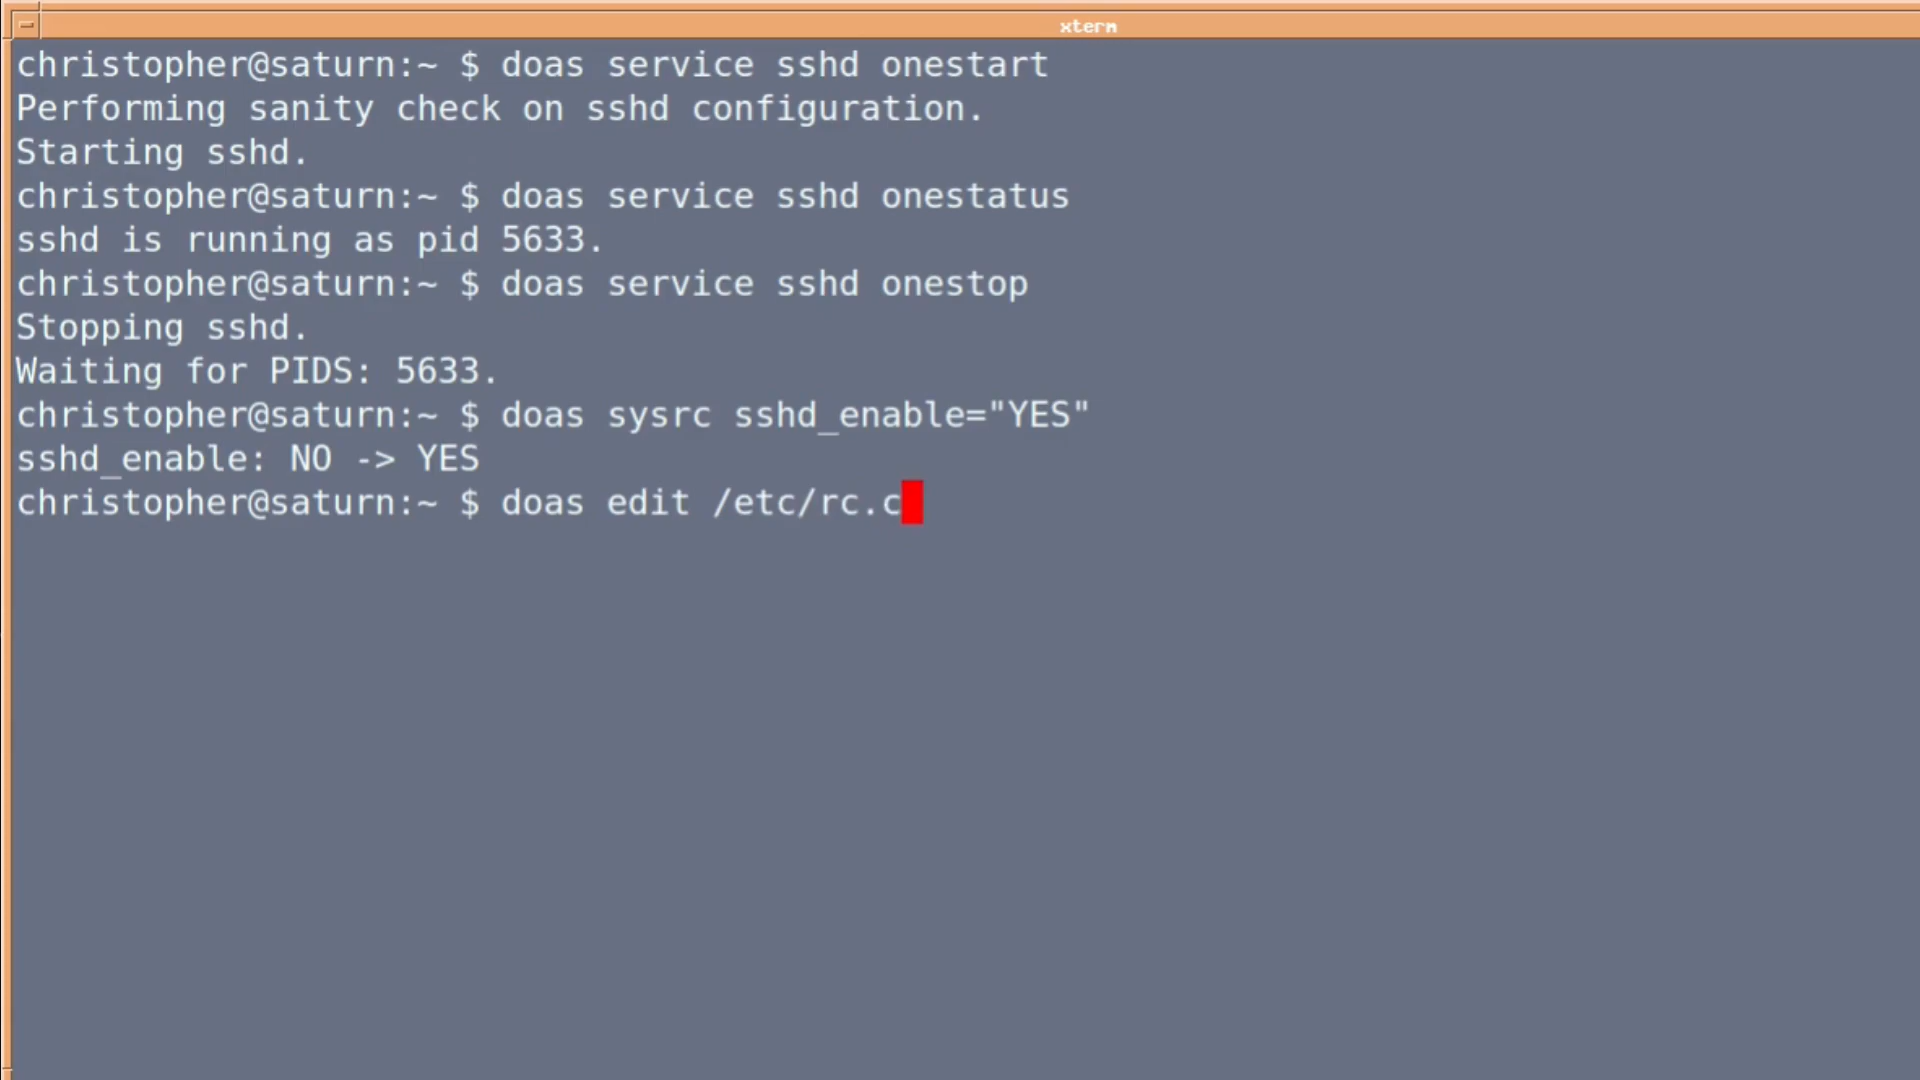 xterm
christopher@saturn:~ $ doas service sshd onestart
Performing sanity check on sshd configuration.
Starting sshd.
christopher@saturn:~ $ doas service sshd onestatus
sshd is running as pid 5633.
christopher@saturn:~ $ doas service sshd onestop
Stopping sshd.
Waiting for PIDS: 5633.
christopher@saturn:~ $ doas sysrc sshd_enable="YES"
sshd_enable: NO -> YES
christopher@saturn:~ $ doas edit /etc/rc.c